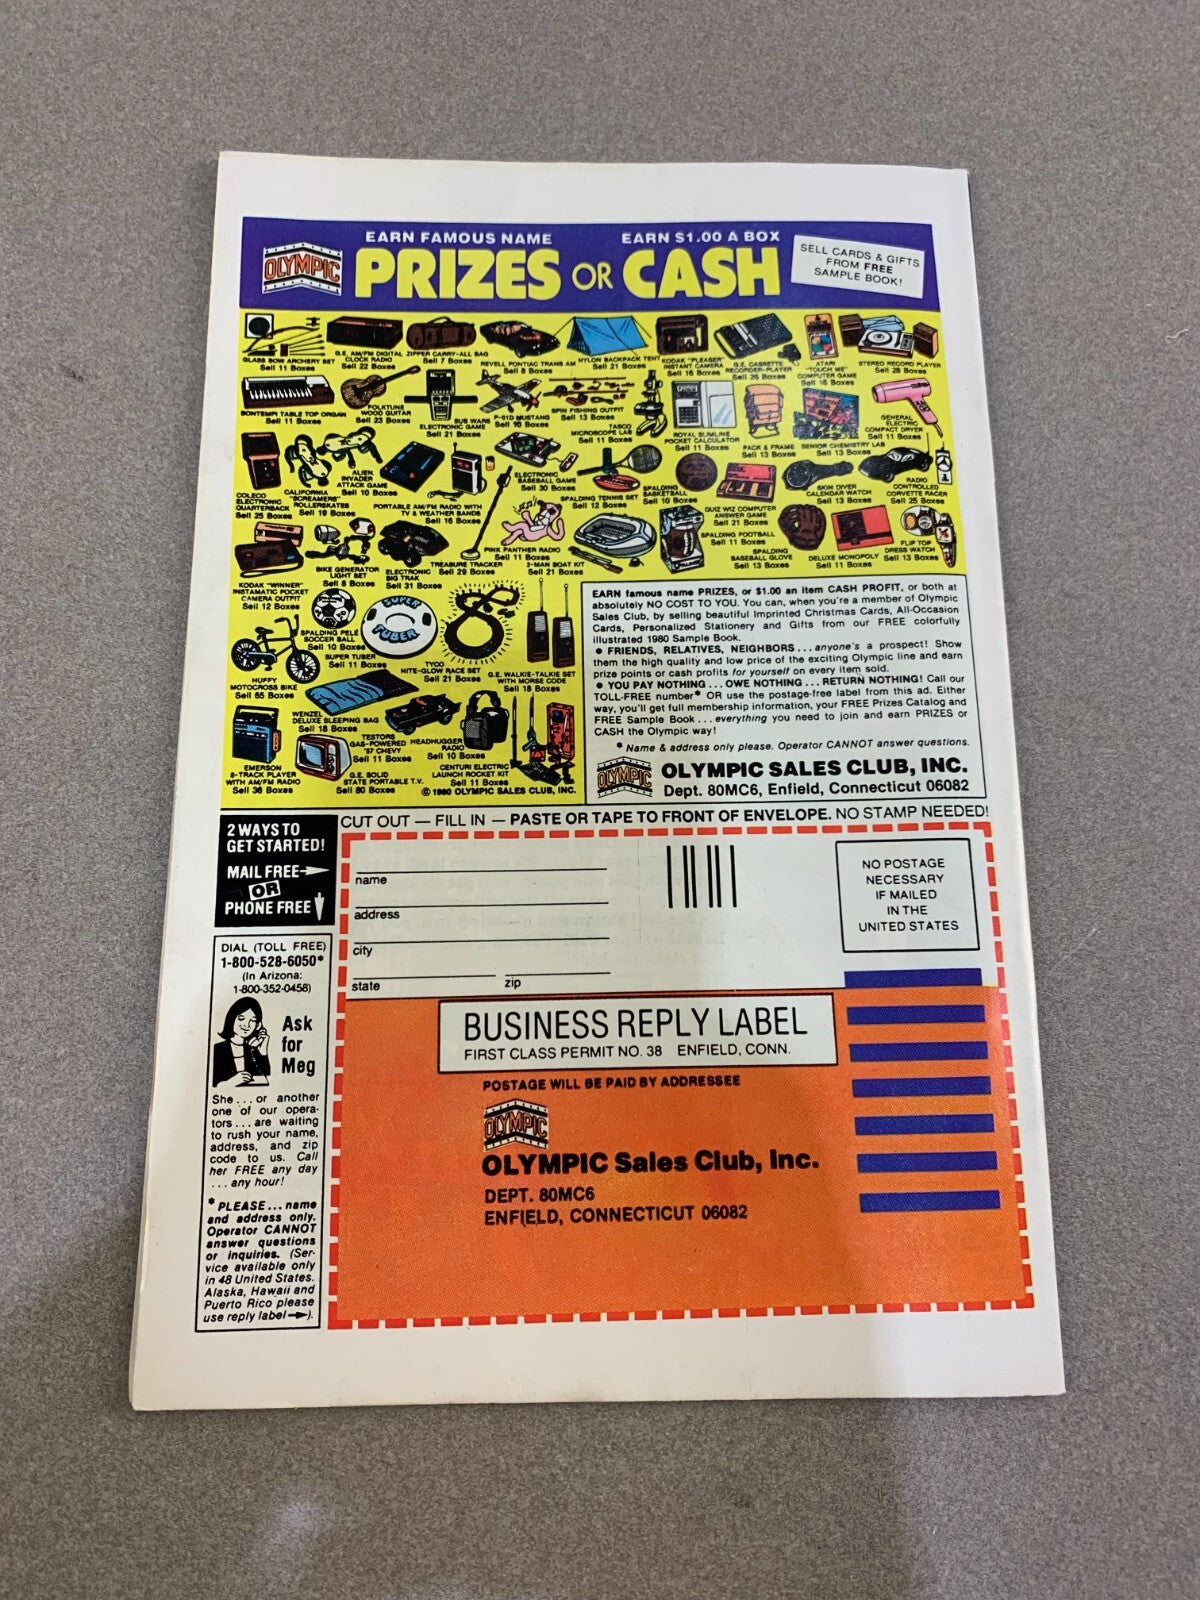 EARN FAMOUS NAME
EARN $1.00 A BOX
OLYMPIC
PRIZES OR CASH
SELL CARDS & GIFTS
FROM FREE
SAMPLE BOOK!
GLASS BOW ARCHERY SET
Sell 11 Boxes
G.E. AM/FM DIGITAL
CLOCK RADIO
Sell 22 Boxes
ZIPPER CARRY-ALL BAG
Sell 7 Boxes
REVELL PONTIAC TRANS AM
Sell 8 Boxes
NYLON BACKPACK TENT
Sell 21 Boxes
KODAK "PLEASER"
INSTANT CAMERA
Sell 16 Boxes
G.E. CASSETTE
RECORDER-PLAYER
Sell 26 Boxes
ATARI
"TOUCH ME"
COMPUTER GAME
Sell 16 Boxes
STEREO RECORD PLAYER
Sell 28 Boxes
BONTEMPI TABLE TOP ORGAN
Sell 11 Boxes
FOLKTUNE
WOOD GUITAR
Sell 23 Boxes
SUB WARS
ELECTRONIC GAME
Sell 21 Boxes
P-51D MUSTANG
Sell 10 Boxes
SPIN FISHING OUTFIT
Sell 13 Boxes
TASCO
MICROSCOPE LAB
Sell 11 Boxes
ROYAL SLIMLINE
POCKET CALCULATOR
Sell 11 Boxes
PACK & FRAME
Sell 13 Boxes
SENIOR CHEMISTRY LAB
Sell 13 Boxes
GENERAL
ELECTRIC
COMPACT DRYER
Sell 11 Boxes
COLECO
ELECTRONIC
QUARTERBACK
Sell 25 Boxes
CALIFORNIA
"SCREAMERS"
ROLLERSKATES
Sell 19 Boxes
ALIEN
INVADER
ATTACK GAME
Sell 10 Boxes
PORTABLE AM/FM RADIO WITH
TV & WEATHER BANDS
Sell 16 Boxes
ELECTRONIC
BASEBALL GAME
Sell 30 Boxes
SPALDING TENNIS SET
Sell 12 Boxes
SPALDING
BASKETBALL
Sell 10 Boxes
QUIZ WIZ COMPUTER
ANSWER GAME
Sell 21 Boxes
SKIN DIVER
CALENDAR WATCH
Sell 13 Boxes
RADIO
CONTROLLED
CORVETTE RACER
Sell 25 Boxes
KODAK "WINNER"
INSTAMATIC POCKET
CAMERA OUTFIT
Sell 12 Boxes
BIKE GENERATOR
LIGHT SET
Sell 8 Boxes
ELECTRONIC
BIG TRAK
Sell 31 Boxes
TREASURE TRACKER
Sell 29 Boxes
PINK PANTHER RADIO
Sell 11 Boxes
2-MAN BOAT KIT
Sell 21 Boxes
SPALDING FOOTBALL
Sell 11 Boxes
SPALDING
BASEBALL GLOVE
Sell 13 Boxes
DELUXE MONOPOLY
Sell 11 Boxes
FLIP TOP
DRESS WATCH
Sell 13 Boxes
HUFFY
MOTOCROSS BIKE
Sell 65 Boxes
SPALDING PELÉ
SOCCER BALL
Sell 10 Boxes
SUPER
TUBER
SUPER TUBER
Sell 11 Boxes
TYCO
NITE-GLOW RACE SET
Sell 21 Boxes
G.E. WALKIE-TALKIE SET
WITH MORSE CODE
Sell 18 Boxes
WENZEL
DELUXE SLEEPING BAG
Sell 18 Boxes
EMERSON
8-TRACK PLAYER
WITH AM/FM RADIO
Sell 36 Boxes
G.E. SOLID
STATE PORTABLE T.V.
Sell 80 Boxes
TESTORS
GAS-POWERED
'57 CHEVY
Sell 11 Boxes
HEADHUGGER
RADIO
Sell 10 Boxes
CENTURI ELECTRIC
LAUNCH ROCKET KIT
Sell 11 Boxes
© 1980 OLYMPIC SALES CLUB, INC.
EARN famous name PRIZES, or $1.00 an item CASH PROFIT, or both at
absolutely NO COST TO YOU. You can, when you're a member of Olympic
Sales Club, by selling beautiful Imprinted Christmas Cards, All-Occasion
Cards, Personalized Stationery and Gifts from our FREE colorfully
illustrated 1980 Sample Book.
• FRIENDS, RELATIVES, NEIGHBORS...anyone's a prospect! Show
them the high quality and low price of the exciting Olympic line and earn
prize points or cash profits for yourself on every item sold.
• YOU PAY NOTHING...OWE NOTHING...RETURN NOTHING! Call our
TOLL-FREE number* OR use the postage-free label from this ad. Either
way, you'll get full membership information, your FREE Prizes Catalog and
FREE Sample Book...everything you need to join and earn PRIZES or
CASH the Olympic way!
* Name & address only please. Operator CANNOT answer questions.
OLYMPIC
OLYMPIC SALES CLUB, INC.
Dept. 80MC6, Enfield, Connecticut 06082
2 WAYS TO
GET STARTED!
MAIL FREE
OR
PHONE FREE
CUT OUT — FILL IN — PASTE OR TAPE TO FRONT OF ENVELOPE. NO STAMP NEEDED!
name
address
city
state zip
NO POSTAGE
NECESSARY
IF MAILED
IN THE
UNITED STATES
DIAL (TOLL FREE)
1-800-528-6050*
(In Arizona:
1-800-352-0458)
Ask
for
Meg
She...or another
one of our opera-
tors...are waiting
to rush your name,
address, and zip
code to us. Call
her FREE any day
...any hour!
* PLEASE...name
and address only.
Operator CANNOT
answer questions
or inquiries. (Ser-
vice available only
in 48 United States.
Alaska, Hawaii and
Puerto Rico please
use reply label ).
BUSINESS REPLY LABEL
FIRST CLASS PERMIT NO. 38 ENFIELD, CONN.
POSTAGE WILL BE PAID BY ADDRESSEE
OLYMPIC
OLYMPIC Sales Club, Inc.
DEPT. 80MC6
ENFIELD, CONNECTICUT 06082